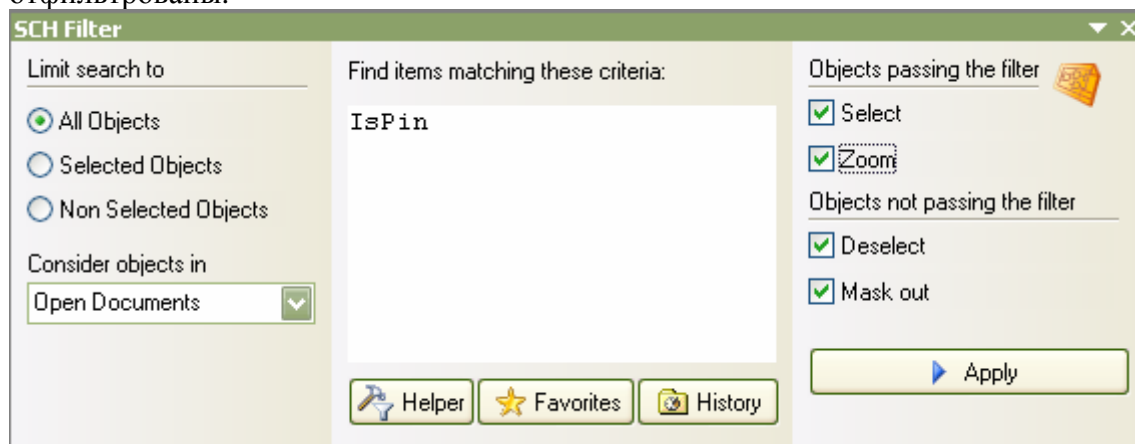 отфильтрованы.
SCH Filter
Limit search to
All Objects
Selected Objects
Non Selected Objects
Consider objects in
Open Documents
Find items matching these criteria:
IsPin
Helper
Favorites
History
Objects passing the filter
Select
Zoom
Objects not passing the filter
Deselect
Mask out
Apply